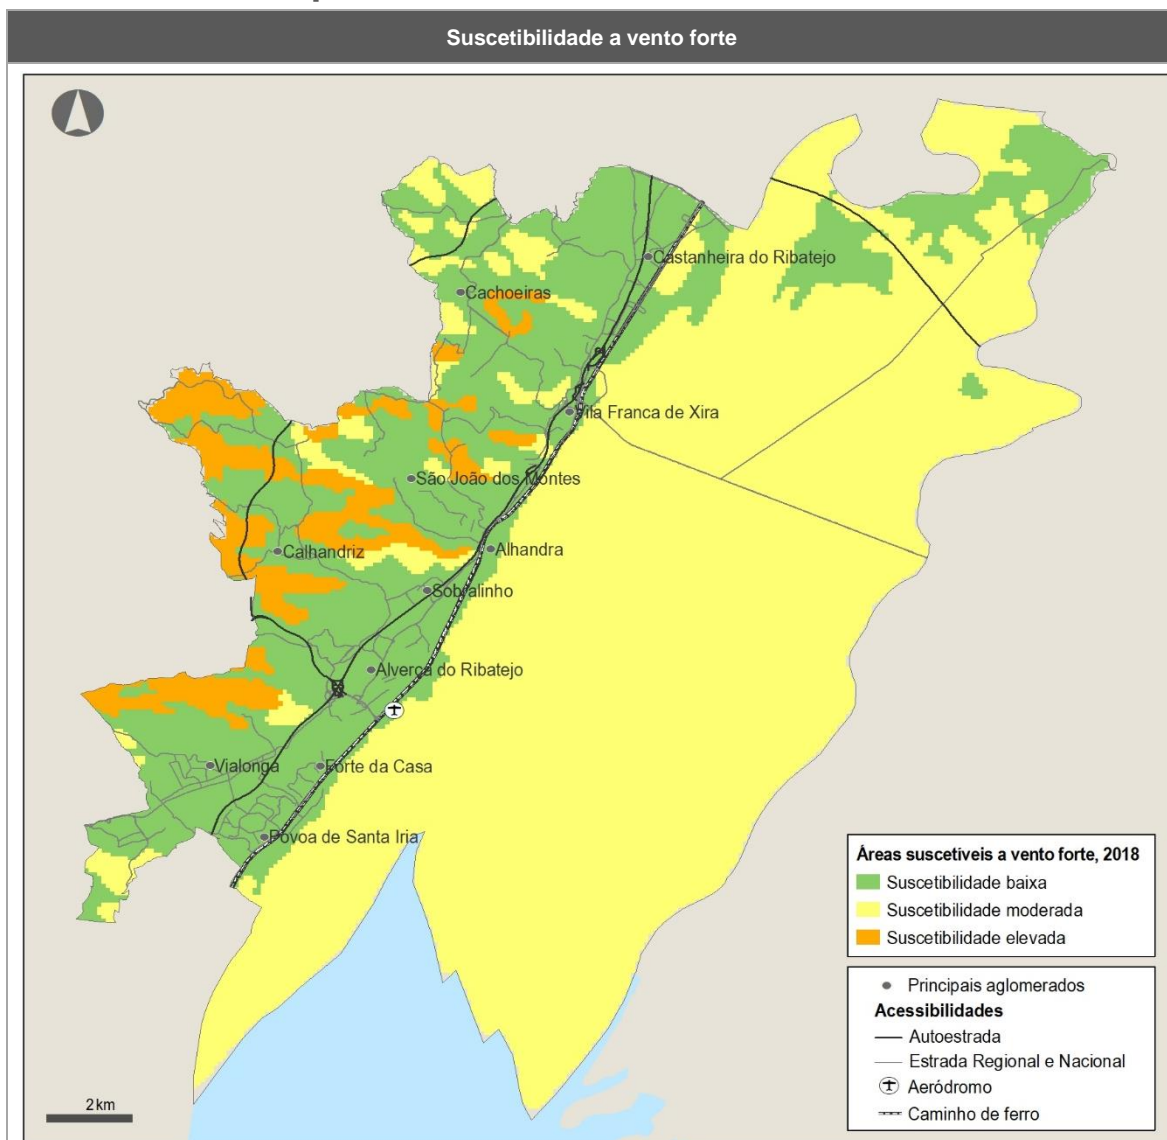 Suscetibilidade a vento forte
Castanheira do Ribatejo
Cachoeiras
Vila Franca de Xira
São João dos Montes
Alhandra
Calhandriz
Sobralinho
Alverca do Ribatejo
Vialonga
Forte da Casa
Póvoa de Santa Iria
Áreas suscetíveis a vento forte, 2018
Suscetibilidade baixa
Suscetibilidade moderada
Suscetibilidade elevada
Principais aglomerados
Acessibilidades
Autoestrada
Estrada Regional e Nacional
Aeródromo
Caminho de ferro
2 km